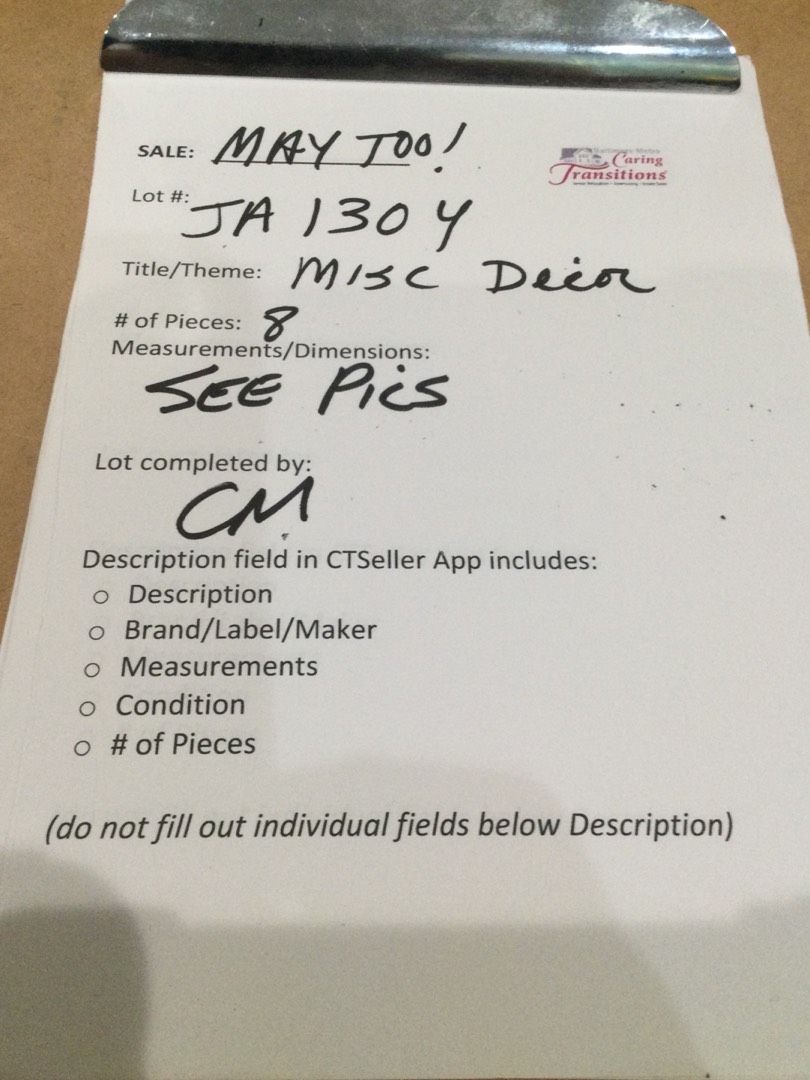 SALE: MAY TOO!
Caring
Transitions
Lot #: JA 1304
Title/Theme: Misc Decor
# of Pieces: 8
Measurements/Dimensions:
SEE PICS
Lot completed by:
CM
Description field in CTSeller App includes:
o Description
o Brand/Label/Maker
o Measurements
o Condition
o # of Pieces
(do not fill out individual fields below Description)